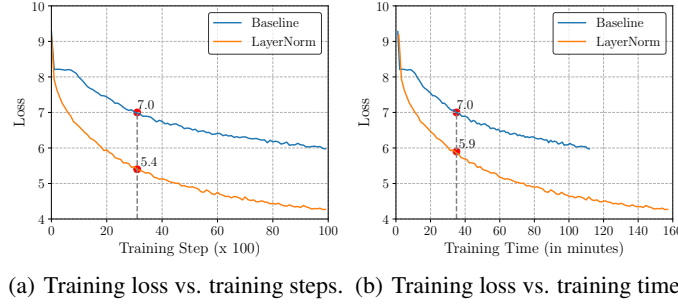 10
9
8
7
6
5
4
Loss
Baseline
LayerNorm
7.0
5.4
0 20 40 60 80 100
Training Step (x 100)
10
9
8
7
6
5
4
Loss
Baseline
LayerNorm
7.0
5.9
0 20 40 60 80 100 120 140 160
Training Time (in minutes)
(a) Training loss vs. training steps. (b) Training loss vs. training time